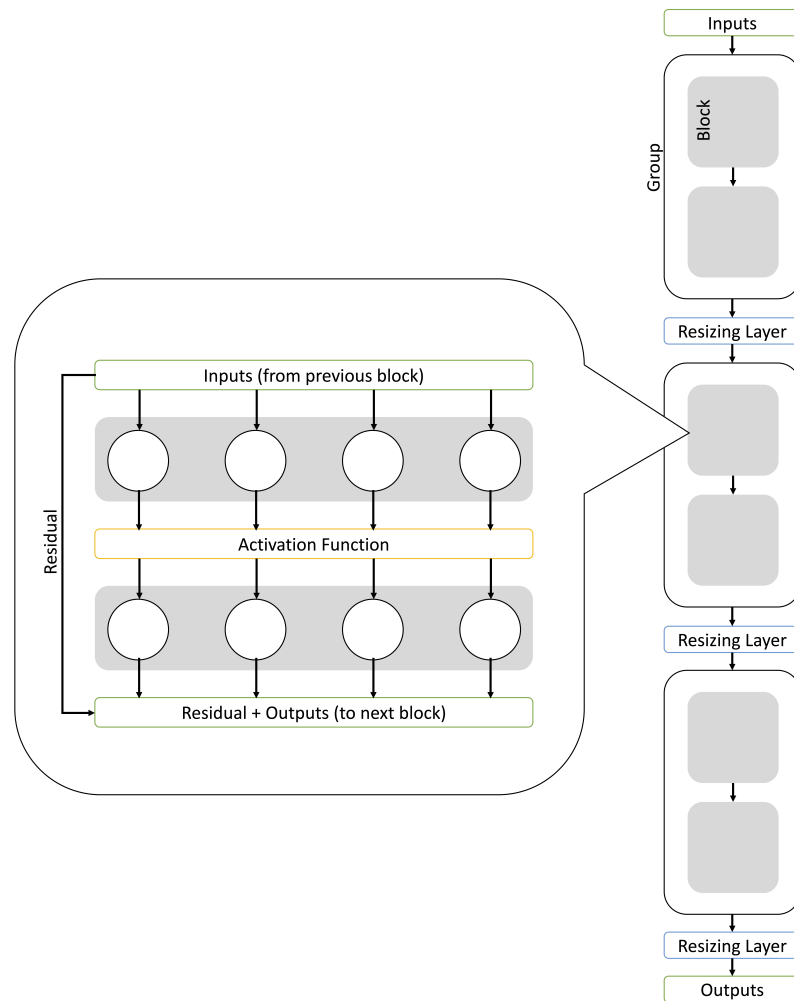 Inputs
Block
Group
Resizing Layer
Inputs (from previous block)
Residual
Activation Function
Resizing Layer
Residual + Outputs (to next block)
Resizing Layer
Outputs